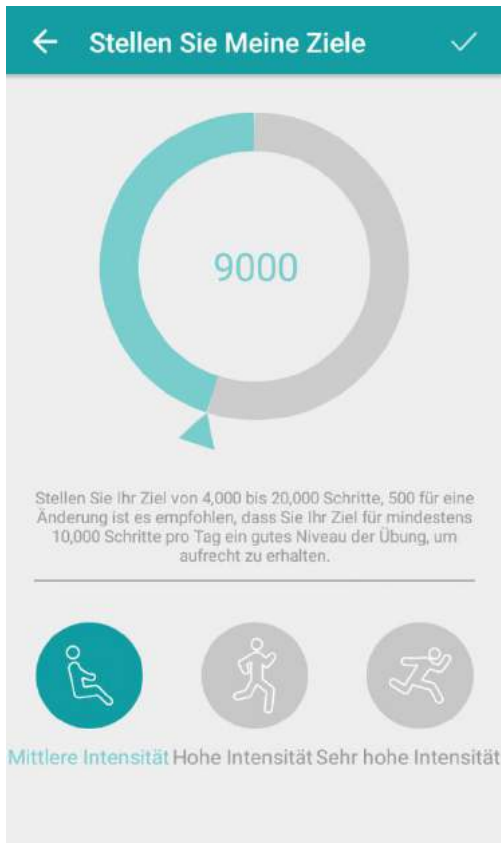 Stellen Sie Meine Ziele
9000
Stellen Sie Ihr Ziel von 4,000 bis 20,000 Schritte, 500 für eine
Änderung ist es empfohlen, dass Sie Ihr Ziel für mindestens
10,000 Schritte pro Tag ein gutes Niveau der Übung, um
aufrecht zu erhalten.
Mittlere Intensität Hohe Intensität Sehr hohe Intensität